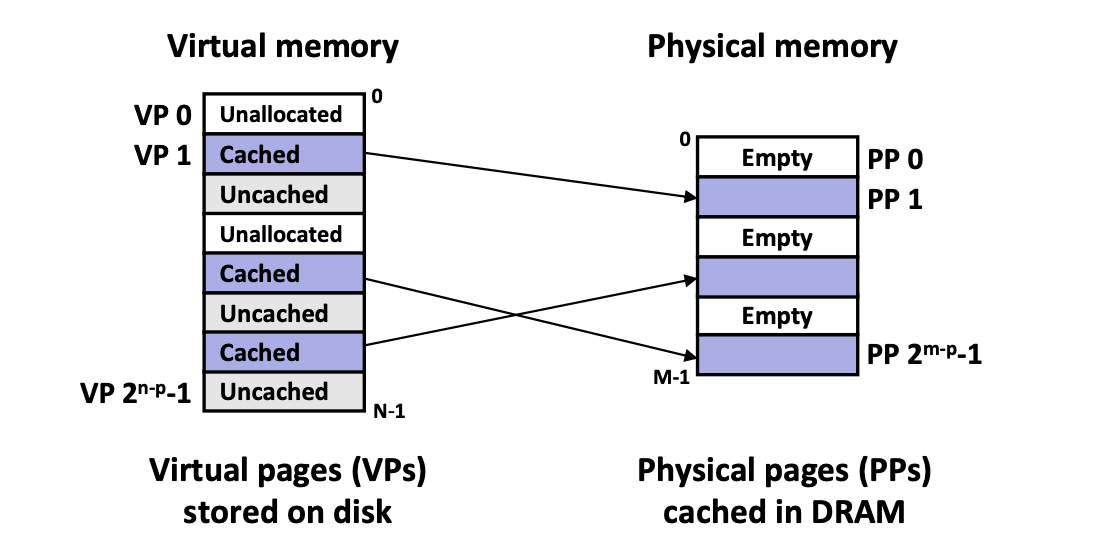 Virtual memory
Physical memory
0
VP 0 Unallocated
VP 1 Cached
Uncached
Unallocated
Cached
Uncached
Cached
VP 2ⁿ⁻ᵖ-1 Uncached
N-1
0
Empty PP 0
PP 1
Empty
Empty
PP 2ᵐ⁻ᵖ-1
M-1
Virtual pages (VPs)
stored on disk
Physical pages (PPs)
cached in DRAM